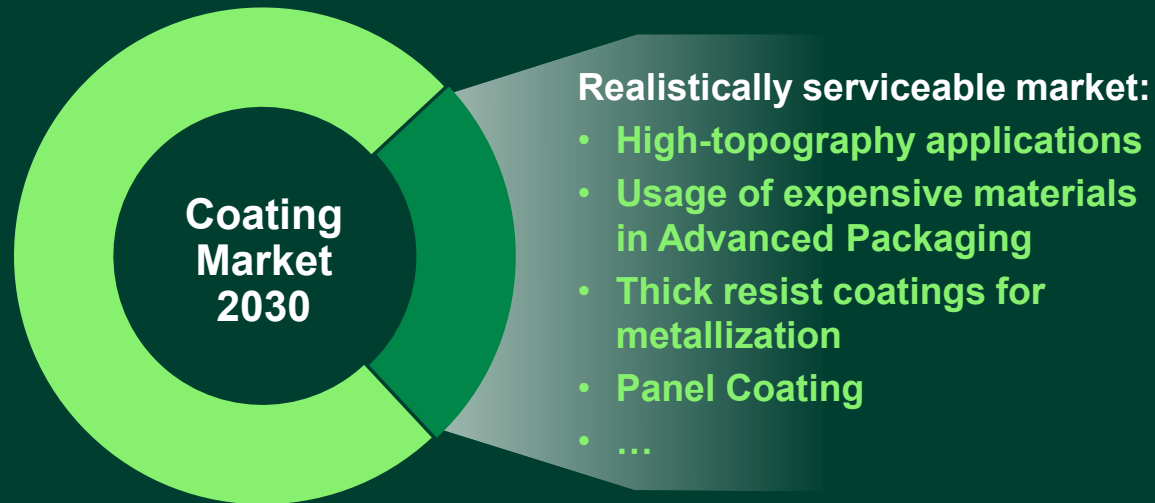 Coating
Market
2030
Realistically serviceable market:
• High-topography applications
• Usage of expensive materials
in Advanced Packaging
• Thick resist coatings for
metallization
• Panel Coating
• …